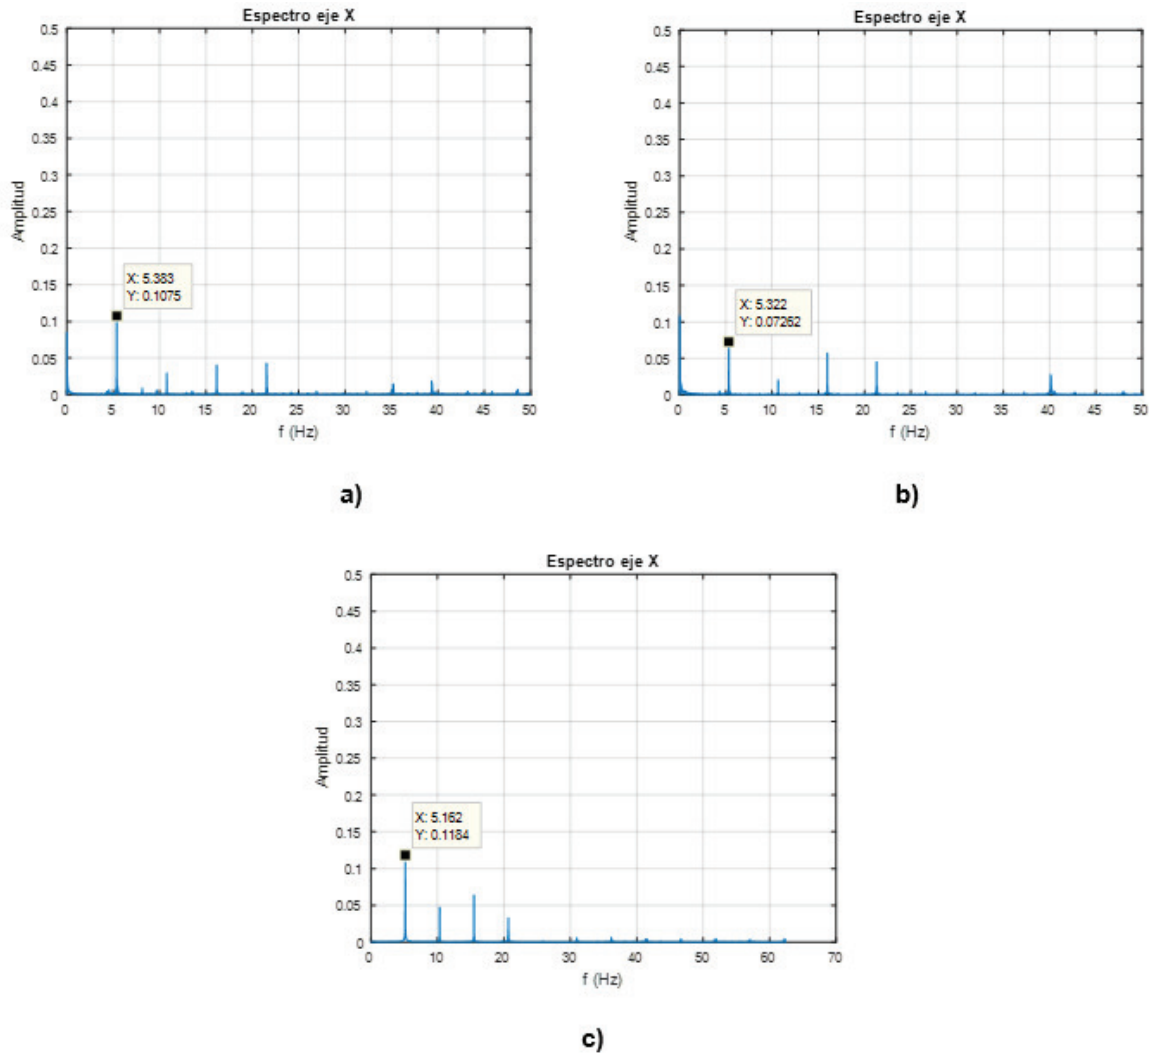 Espectro eje X
0.5
0.45
0.4
0.35
0.3
0.25
0.2
0.15
0.1
0.05
0
Amplitud
X: 5.383
Y: 0.1075
0 5 10 15 20 25 30 35 40 45 50
f (Hz)
a)
Espectro eje X
0.5
0.45
0.4
0.35
0.3
0.25
0.2
0.15
0.1
0.05
0
Amplitud
X: 5.322
Y: 0.07262
0 5 10 15 20 25 30 35 40 45 50
f (Hz)
b)
Espectro eje X
0.5
0.45
0.4
0.35
0.3
0.25
0.2
0.15
0.1
0.05
0
Amplitud
X: 5.162
Y: 0.1184
0 10 20 30 40 50 60 70
f (Hz)
c)